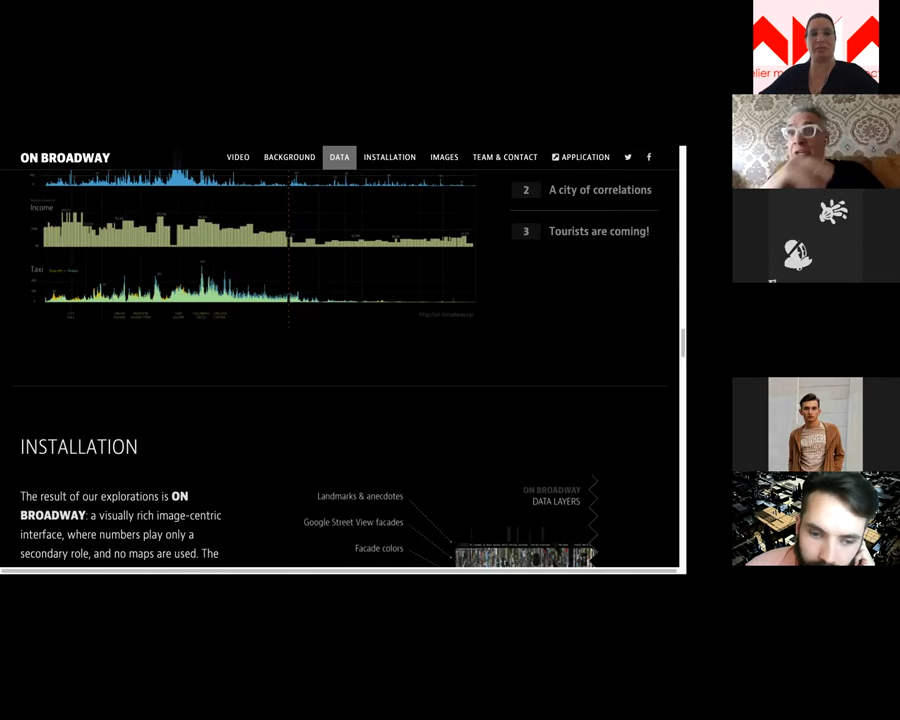 ON BROADWAY
VIDEO BACKGROUND DATA INSTALLATION IMAGES TEAM & CONTACT APPLICATION
2 A city of correlations
Income
3 Tourists are coming!
Taxi
INSTALLATION
The result of our explorations is ON
BROADWAY: a visually rich image-centric
interface, where numbers play only a
secondary role, and no maps are used. The
Landmarks & anecdotes
Google Street View facades
Facade colors
ON BROADWAY
DATA LAYERS